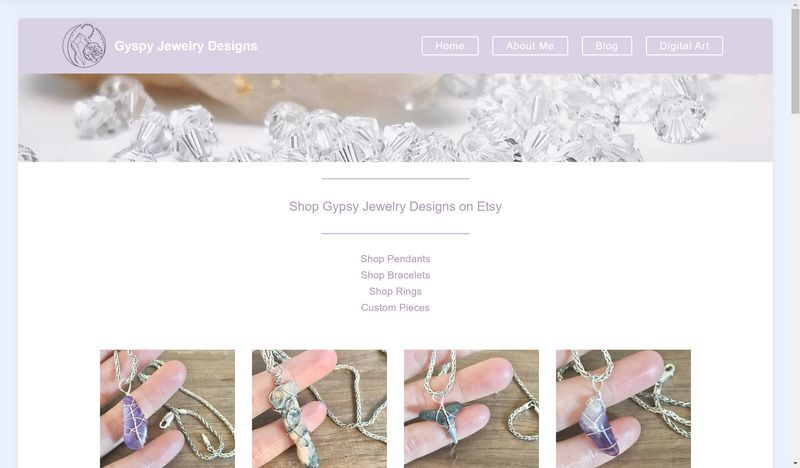 Gyspy Jewelry Designs
Home
About Me
Blog
Digital Art
Shop Gypsy Jewelry Designs on Etsy
Shop Pendants
Shop Bracelets
Shop Rings
Custom Pieces